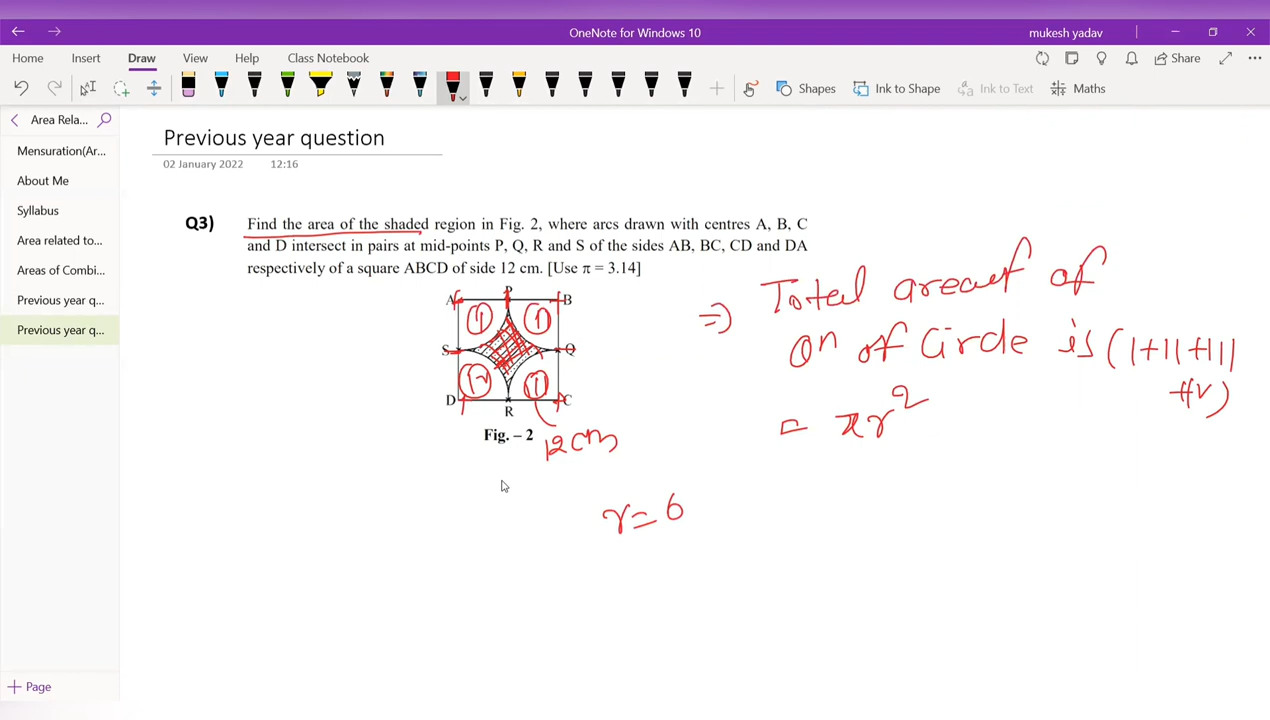 OneNote for Windows 10
mukesh yadav
Home Insert Draw View Help Class Notebook
Share
Shapes Ink to Shape Ink to Text Maths
Area Rela...
Mensuration(Ar...
About Me
Syllabus
Area related to...
Areas of Combi...
Previous year q...
Previous year q...
Page
Previous year question
02 January 2022 12:16
Q3) Find the area of the shaded region in Fig. 2, where arcs drawn with centres A, B, C
and D intersect in pairs at mid-points P, Q, R and S of the sides AB, BC, CD and DA
respectively of a square ABCD of side 12 cm. [Use π = 3.14]
P
A B
S Q
D C
R
Fig. – 2
12 cm
r = 6
⇒ Total area of
of Circle is (I+II+III
+IV)
= πr²